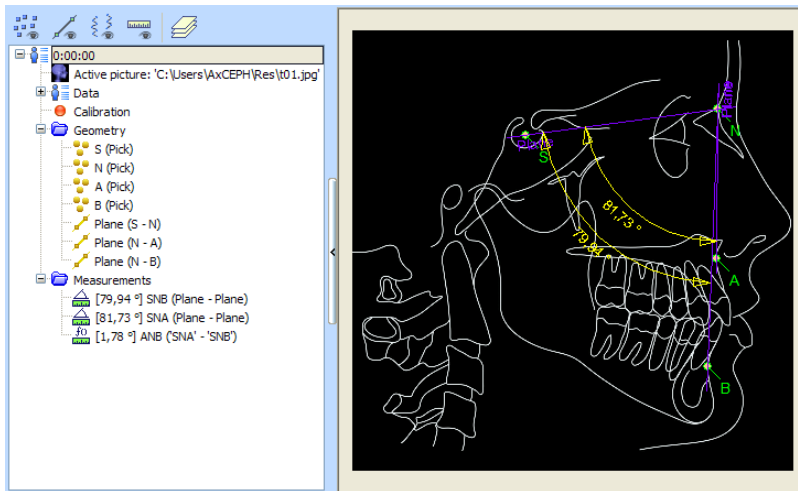 0:00:00
Active picture: 'C:\Users\AxCEPH\Res\t01.jpg'
Data
Calibration
Geometry
S (Pick)
N (Pick)
A (Pick)
B (Pick)
Plane (S - N)
Plane (N - A)
Plane (N - B)
Measurements
[79,94 º] SNB (Plane - Plane)
[81,73 º] SNA (Plane - Plane)
f() [1,78 º] ANB ('SNA' - 'SNB')
Plane
N
Plane
S
81,73 º
79,94 º
A
B